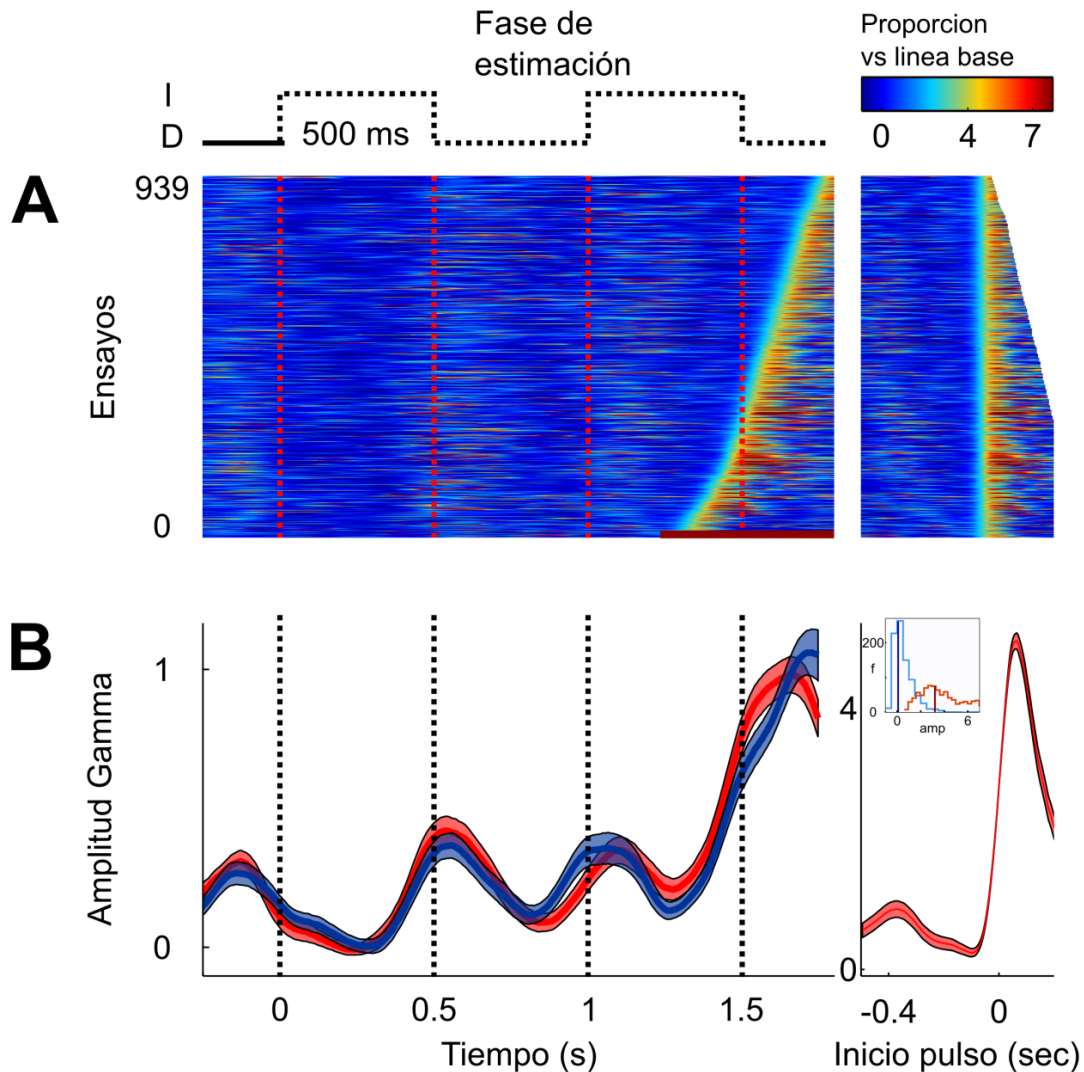 Fase de
estimación
Proporcion
vs linea base
I
D
500 ms
0 4 7
A
939
Ensayos
0
B
1
Amplitud Gamma
0
200
f
0
0 6
amp
4
0
0 0.5 1 1.5
-0.4 0
Tiempo (s)
Inicio pulso (sec)